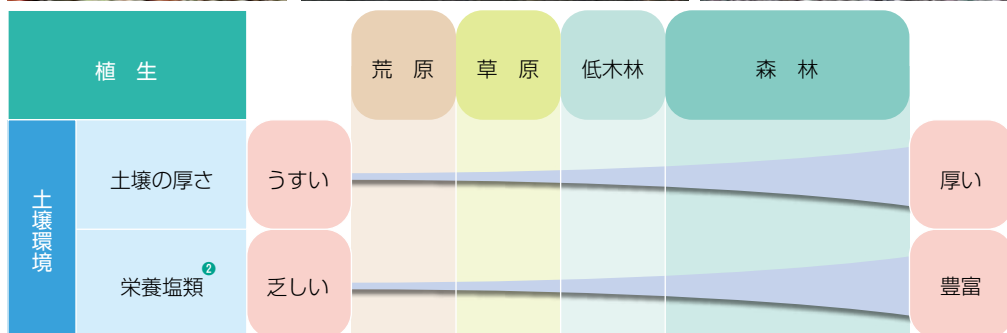 植 生
荒 原
草 原
低木林
森 林
土壌環境
土壌の厚さ
うすい
厚い
栄養塩類❷
乏しい
豊富